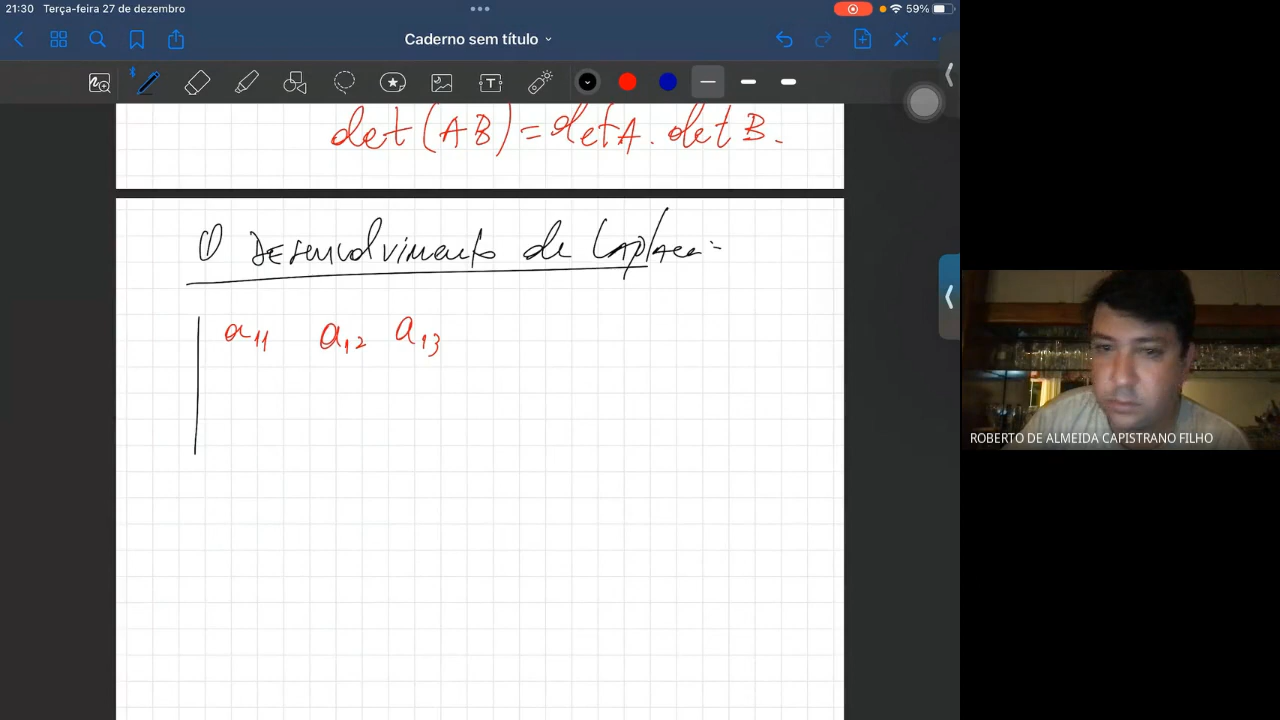 21:30 Terça-feira 27 de dezembro
59%
Caderno sem título
det(AB) = detA. detB.
O Desenvolvimento de Laplace:
a11 a12 a13
ROBERTO DE ALMEIDA CAPISTRANO FILHO